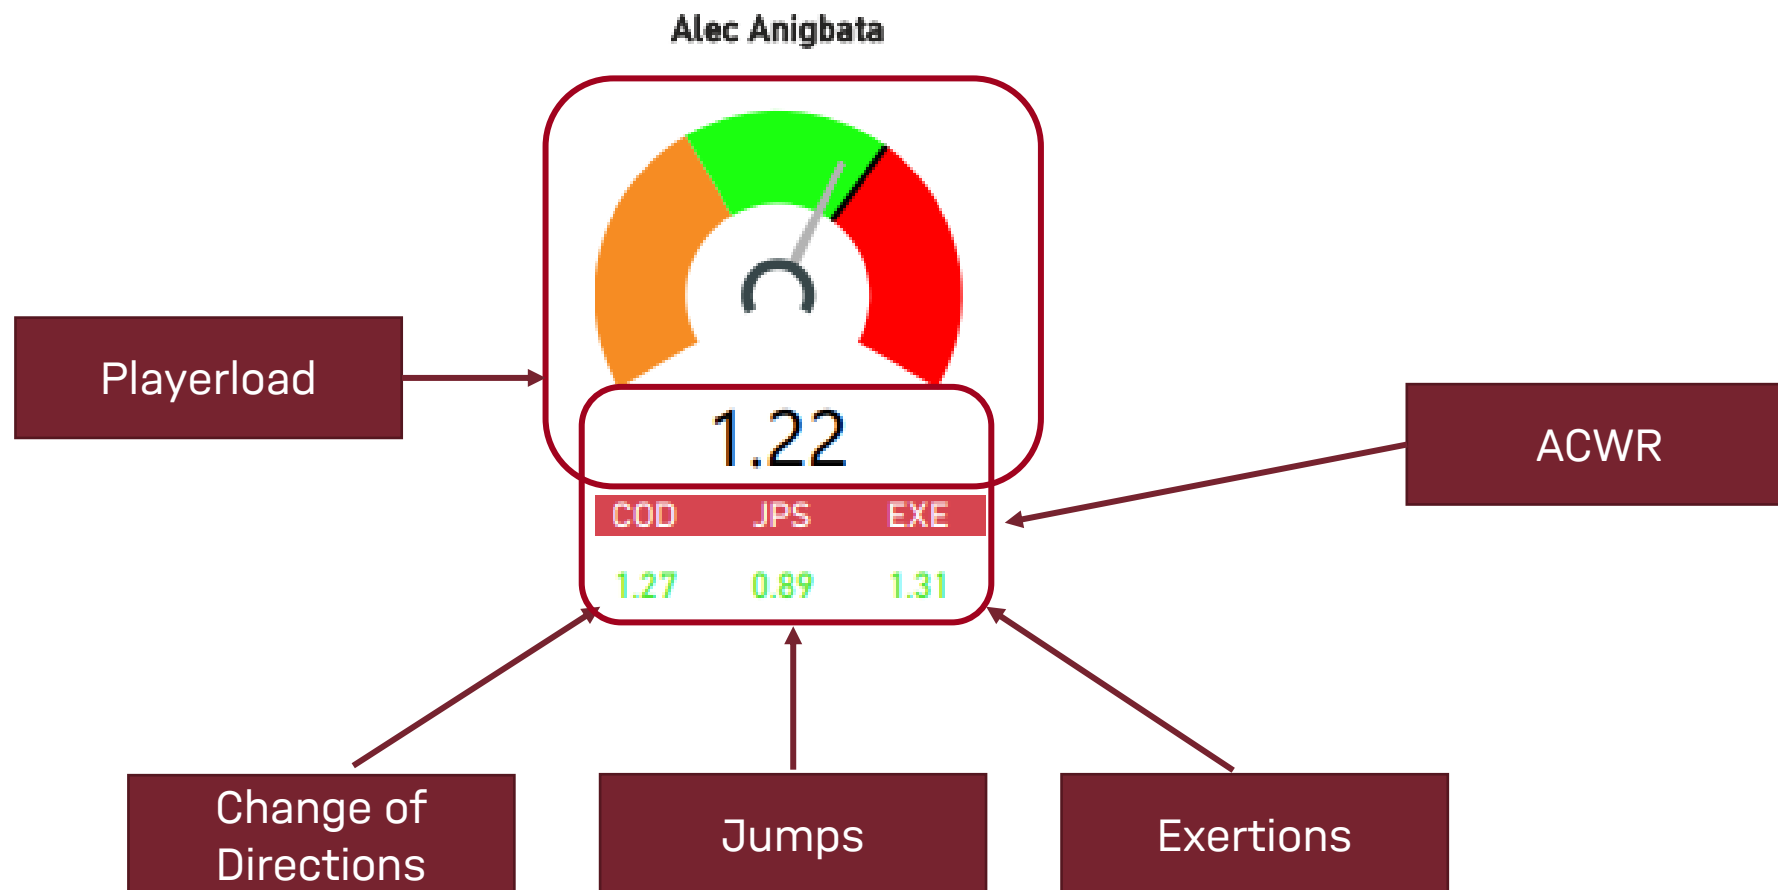 Alec Anigbata
Playerload
1.22
ACWR
COD JPS EXE
1.27 0.89 1.31
Change of
Directions
Jumps
Exertions